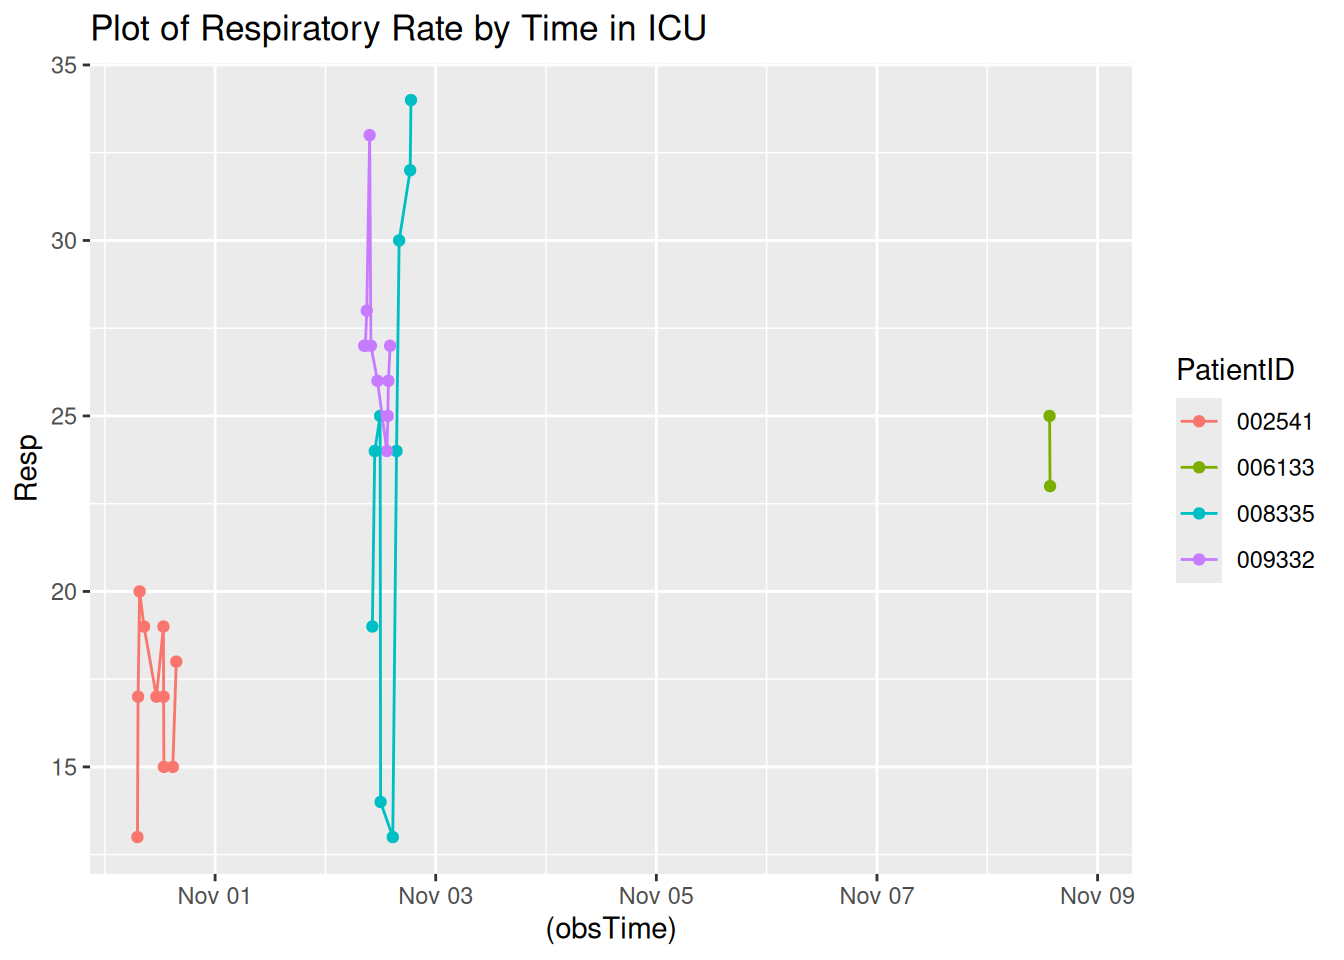 Plot of Respiratory Rate by Time in ICU
35
30
25
20
15
Resp
Nov 01 Nov 03 Nov 05 Nov 07 Nov 09
(obsTime)
PatientID
002541
006133
008335
009332